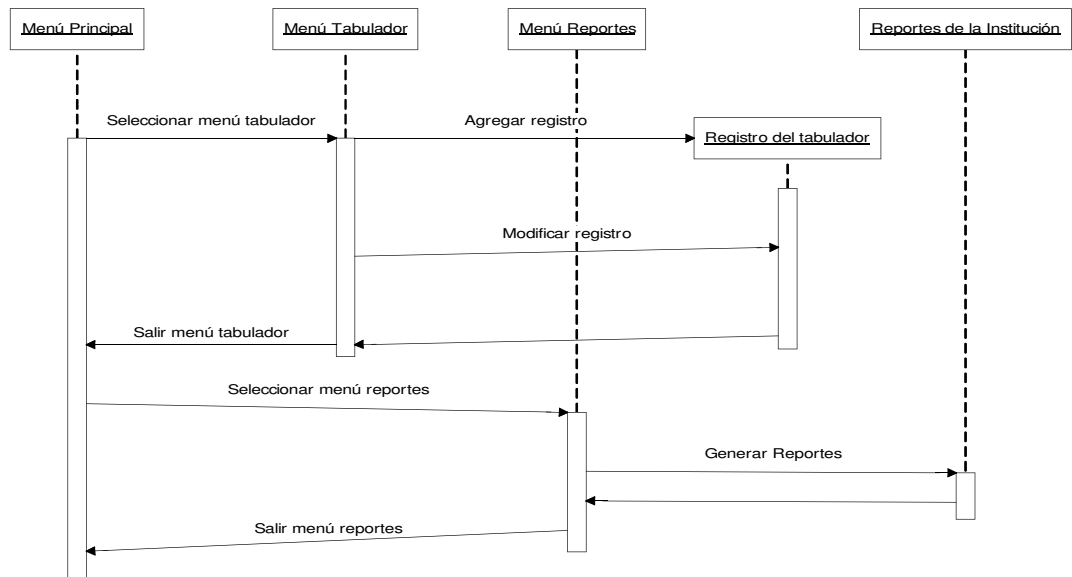 Menú Principal
Menú Tabulador
Menú Reportes
Reportes de la Institución
Seleccionar menú tabulador
Agregar registro
Registro del tabulador
Modificar registro
Salir menú tabulador
Seleccionar menú reportes
Generar Reportes
Salir menú reportes